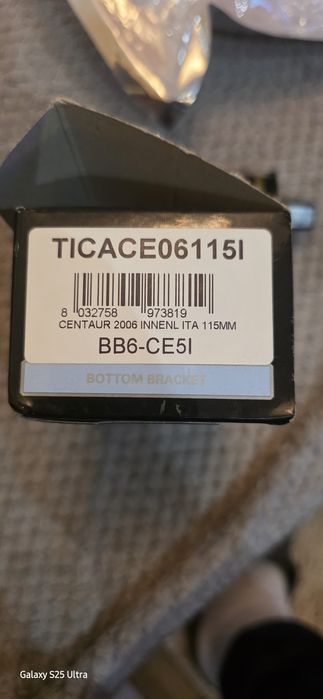 TICACE06115I
8 032758 973819
CENTAUR 2006 INNENL ITA 115MM
BB6-CE5I
BOTTOM BRACKET
Galaxy S25 Ultra